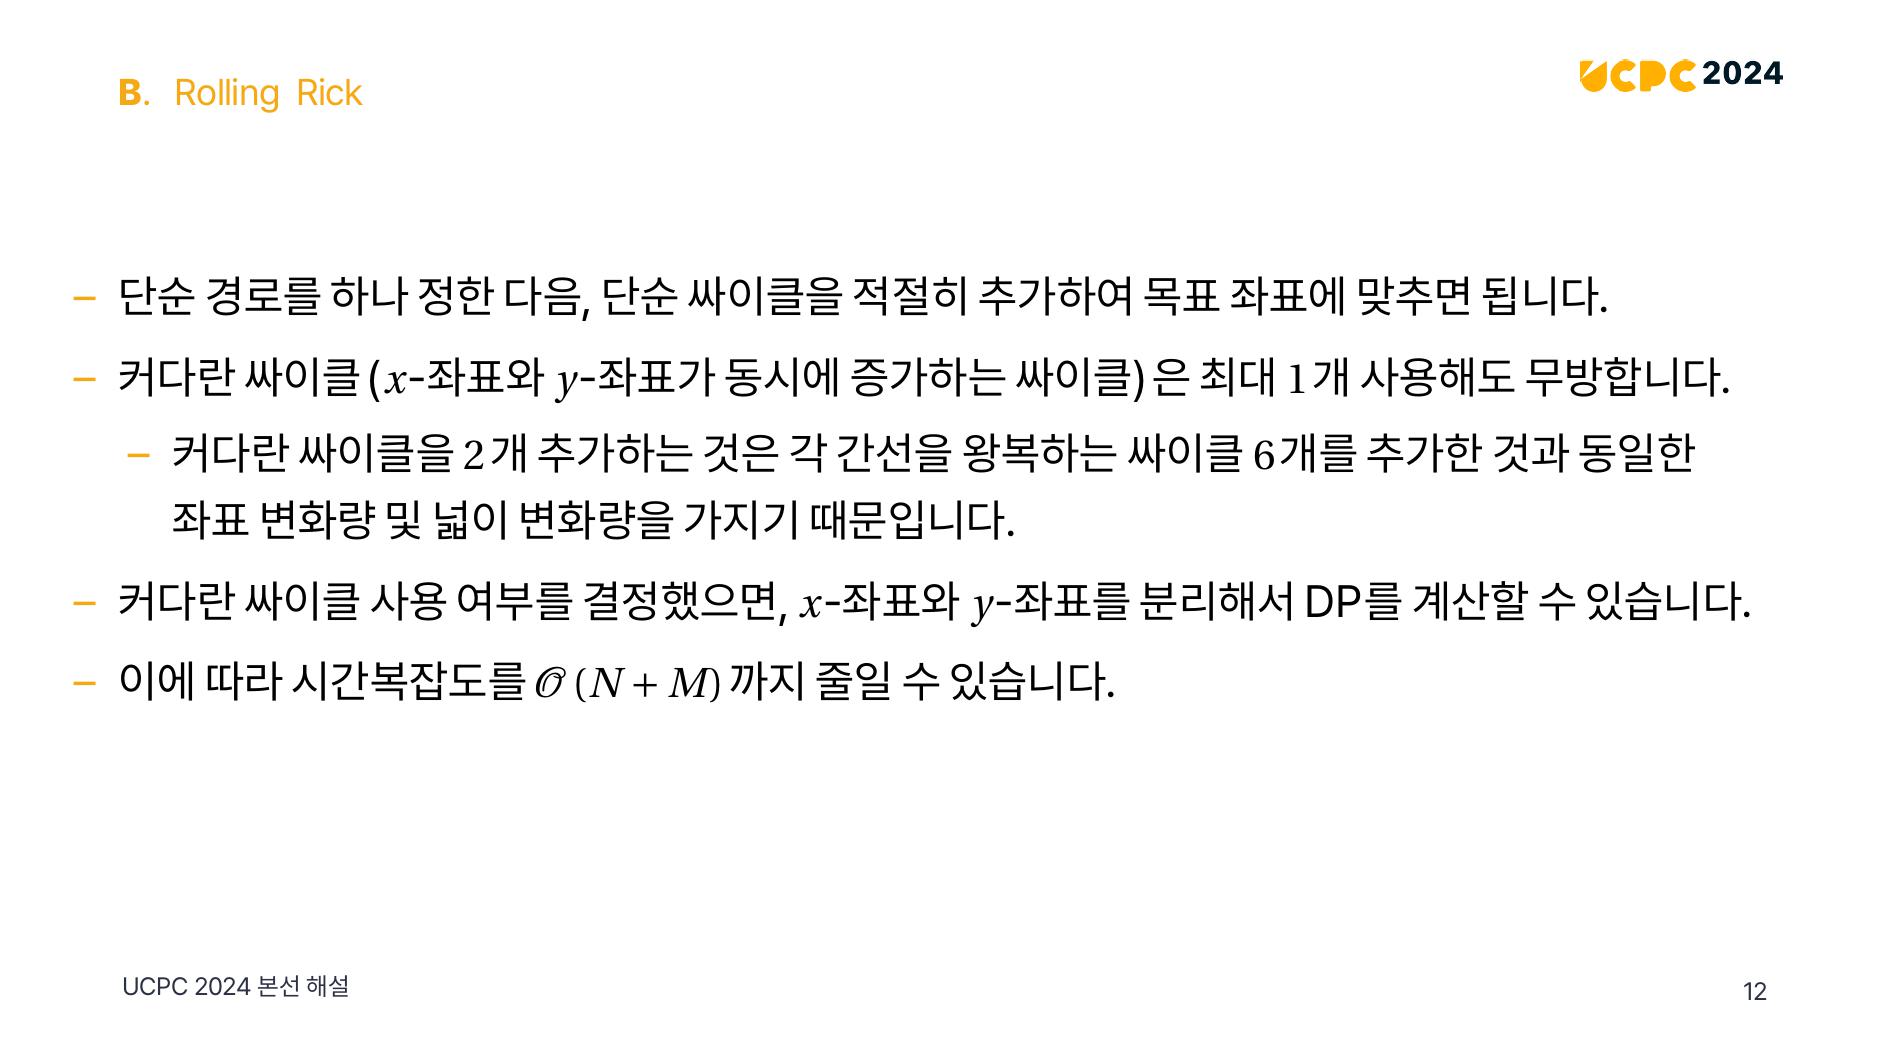 B. Rolling Rick
UCPC 2024
– 단순 경로를 하나 정한 다음, 단순 싸이클을 적절히 추가하여 목표 좌표에 맞추면 됩니다.
– 커다란 싸이클 (x-좌표와 y-좌표가 동시에 증가하는 싸이클) 은 최대 1개 사용해도 무방합니다.
– 커다란 싸이클을 2개 추가하는 것은 각 간선을 왕복하는 싸이클 6개를 추가한 것과 동일한
좌표 변화량 및 넓이 변화량을 가지기 때문입니다.
– 커다란 싸이클 사용 여부를 결정했으면, x-좌표와 y-좌표를 분리해서 DP를 계산할 수 있습니다.
– 이에 따라 시간복잡도를 𝒪 (N + M) 까지 줄일 수 있습니다.
UCPC 2024 본선 해설
12